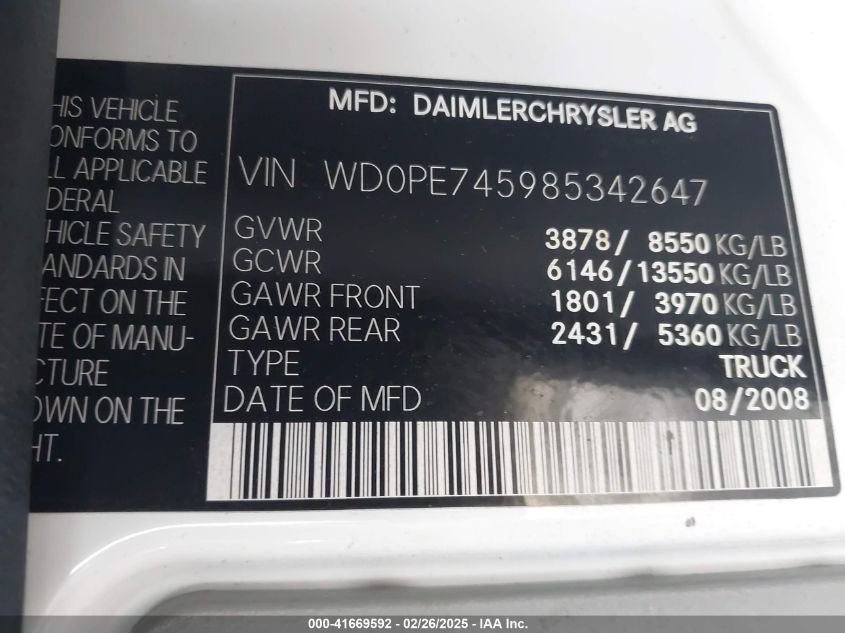 HIS VEHICLE
ONFORMS TO
LL APPLICABLE
DERAL
HICLE SAFETY
ANDARDS IN
FECT ON THE
TE OF MANU-
CTURE
OWN ON THE
HT.
MFD: DAIMLERCHRYSLER AG
VIN WD0PE745985342647
GVWR 3878/ 8550 KG/LB
GCWR 6146/13550 KG/LB
GAWR FRONT 1801/ 3970 KG/LB
GAWR REAR 2431/ 5360 KG/LB
TYPE TRUCK
DATE OF MFD 08/2008
000-41669592 - 02/26/2025 - IAA Inc.